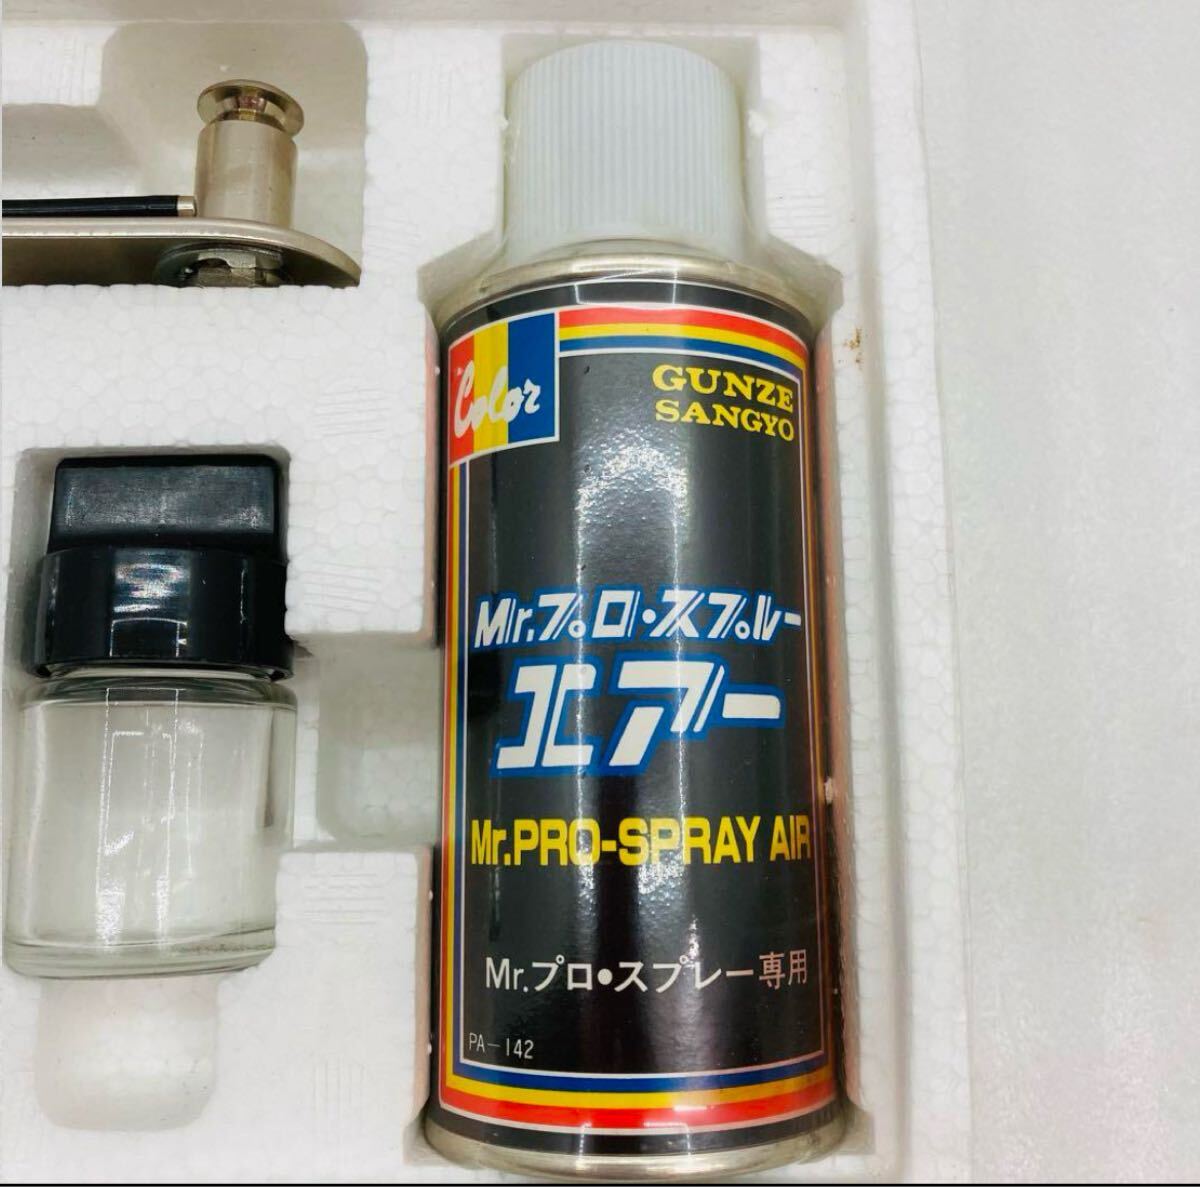 Color
GUNZE
SANGYO
Mr.プロ・スプレー
エアー
Mr.PRO-SPRAY AIR
Mr.プロ・スプレー専用
PA-142